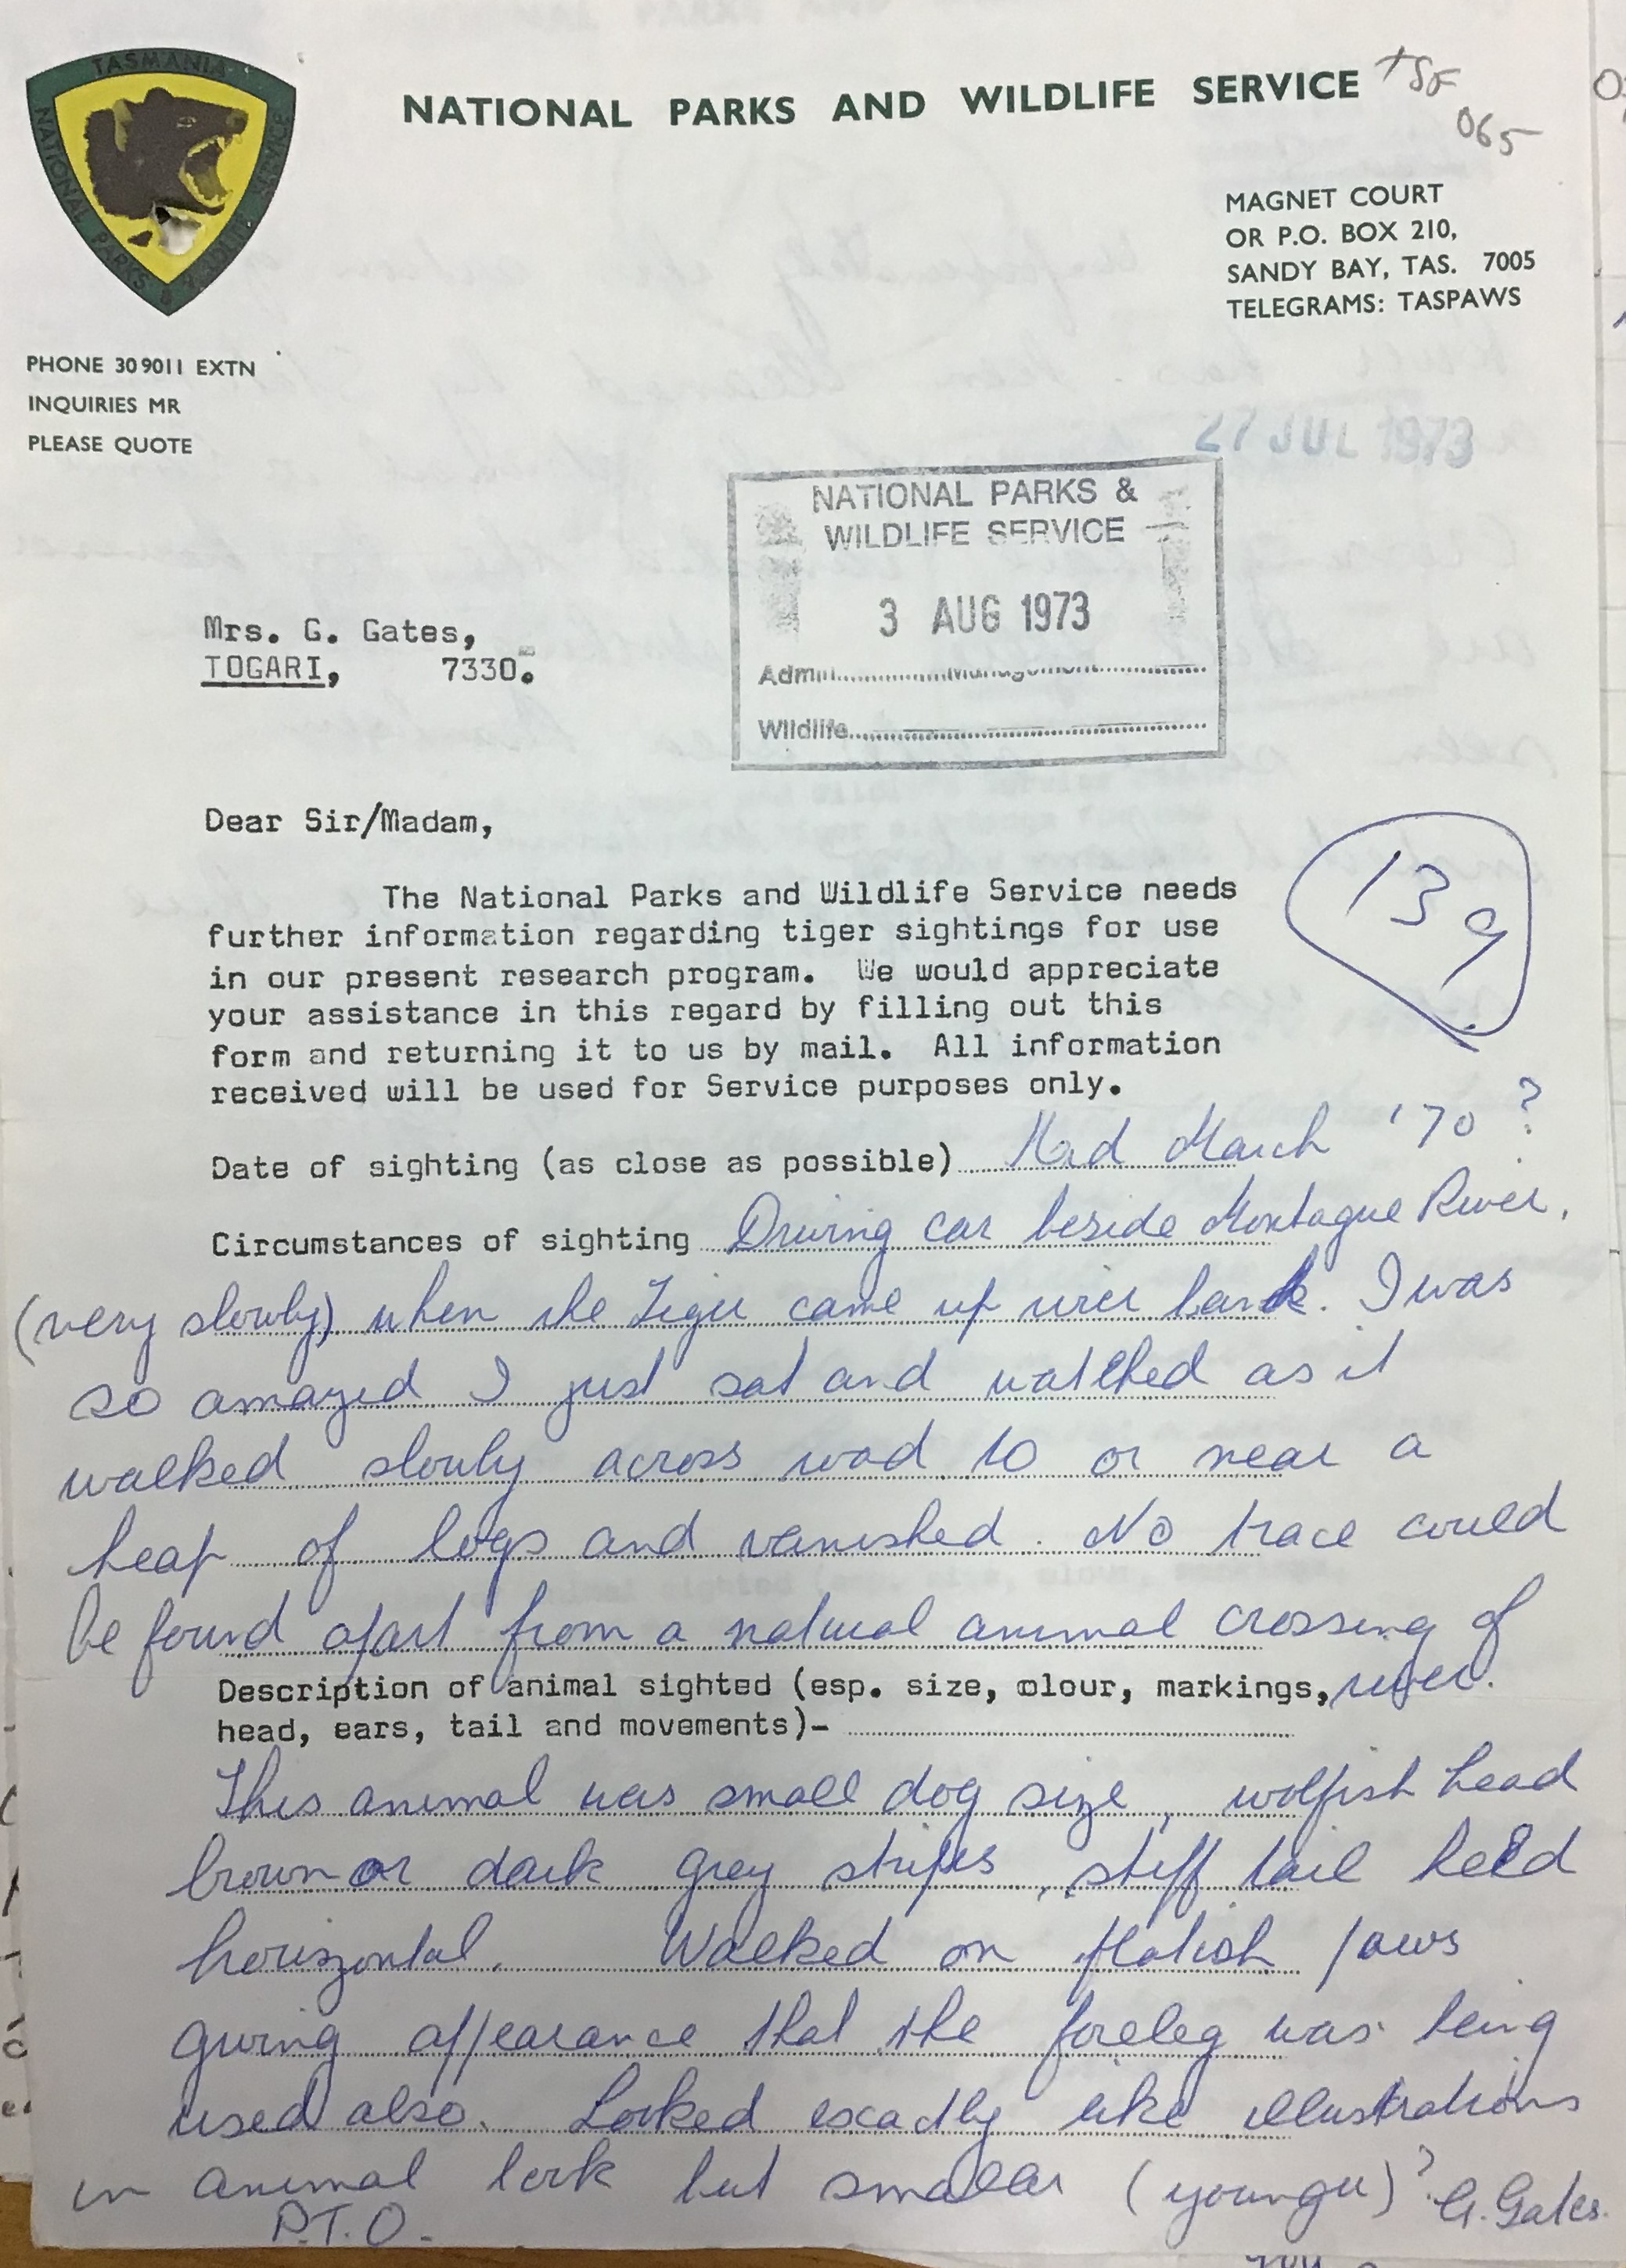 TASMANIA
NATIONAL PARKS & WILDLIFE SERVICE
NATIONAL PARKS AND WILDLIFE SERVICE
065
MAGNET COURT
OR P.O. BOX 210,
SANDY BAY, TAS. 7005
TELEGRAMS: TASPAWS
PHONE 30 9011 EXTN
INQUIRIES MR
PLEASE QUOTE
27 JUL 1973
NATIONAL PARKS &
WILDLIFE SERVICE
3 AUG 1973
Admin.............Management.............
Wildlife..........................
Mrs. G. Gates,
TOGARI, 7330.
Dear Sir/Madam,
139
The National Parks and Wildlife Service needs
further information regarding tiger sightings for use
in our present research program. We would appreciate
your assistance in this regard by filling out this
form and returning it to us by mail. All information
received will be used for Service purposes only.
Date of sighting (as close as possible) March '70 ?
Circumstances of sighting Driving car beside Montague River,
(very slowly) when the Tiger came up river bank. I was
so amazed I just sat and watched as it
walked slowly across road to or near a
heap of logs and vanished. No trace could
be found apart from a natural animal crossing of
river.
Description of animal sighted (esp. size, colour, markings,
head, ears, tail and movements)-
This animal was small dog size, wolfish head
brown or dark grey stripes, stiff tail held
horizontal. Walked on flatish paws
giving appearance that the foreleg was being
used also. Looked exactly like illustrations
in animal book but smaller (younger)? G. Gates.
P.T.O.